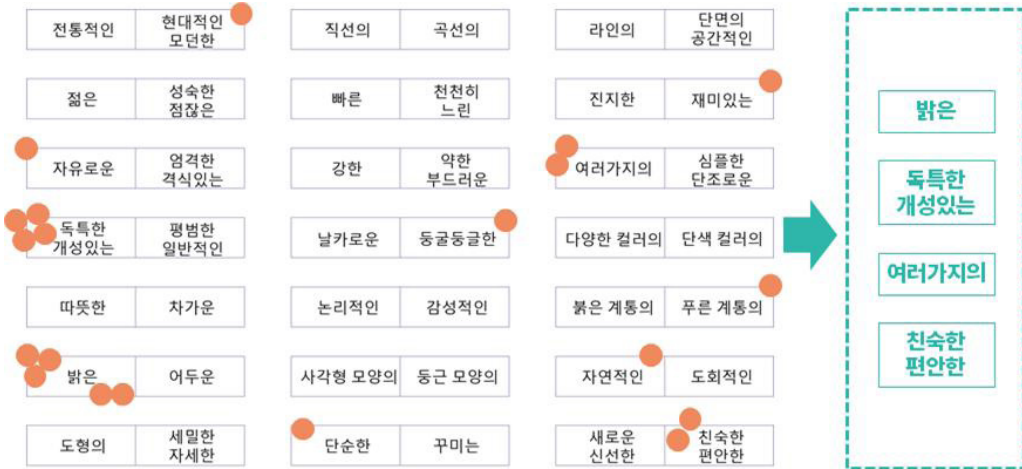 전통적인 현대적인 모던한
직선의 곡선의
라인의 단면의 공간적인
젊은 성숙한 점잖은
빠른 천천히 느린
진지한 재미있는
자유로운 엄격한 격식있는
강한 약한 부드러운
여러가지의 심플한 단조로운
독특한 개성있는 평범한 일반적인
날카로운 둥굴둥글한
다양한 컬러의 단색 컬러의
따뜻한 차가운
논리적인 감성적인
붉은 계통의 푸른 계통의
밝은 어두운
사각형 모양의 둥근 모양의
자연적인 도회적인
도형의 세밀한 자세한
단순한 꾸미는
새로운 신선한 친숙한 편안한
밝은
독특한
개성있는
여러가지의
친숙한
편안한